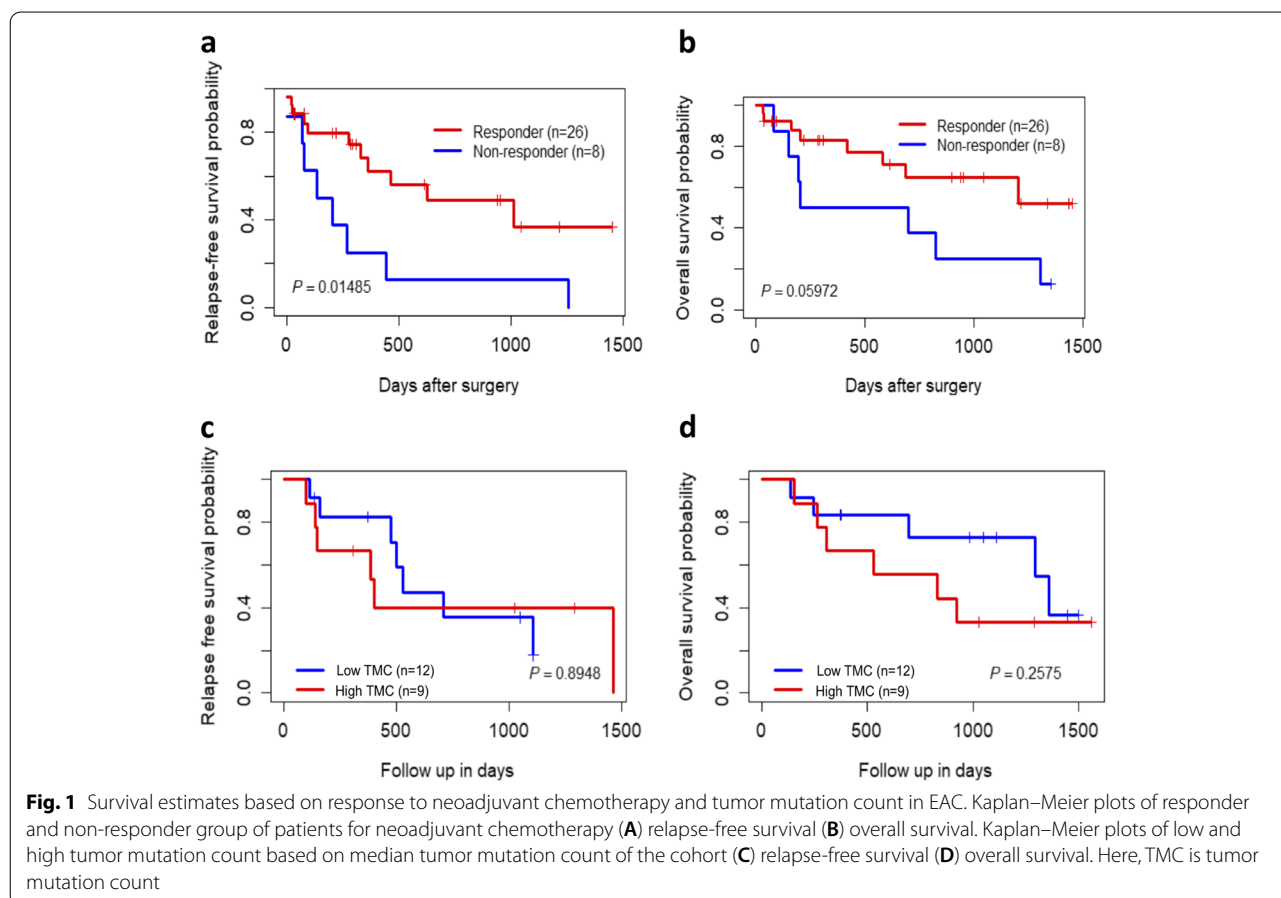 a
Relapse-free survival probability
0.0 0.4 0.8
Responder (n=26)
Non-responder (n=8)
P = 0.01485
0 500 1000 1500
Days after surgery
b
Overall survival probability
0.0 0.4 0.8
Responder (n=26)
Non-responder (n=8)
P = 0.05972
0 500 1000 1500
Days after surgery
c
Relapse free survival probability
0.0 0.4 0.8
Low TMC (n=12)
High TMC (n=9)
P = 0.8948
0 500 1000 1500
Follow up in days
d
Overall survival probability
0.0 0.4 0.8
Low TMC (n=12)
High TMC (n=9)
P = 0.2575
0 500 1000 1500
Follow up in days
Fig. 1 Survival estimates based on response to neoadjuvant chemotherapy and tumor mutation count in EAC. Kaplan–Meier plots of responder
and non-responder group of patients for neoadjuvant chemotherapy (A) relapse-free survival (B) overall survival. Kaplan–Meier plots of low and
high tumor mutation count based on median tumor mutation count of the cohort (C) relapse-free survival (D) overall survival. Here, TMC is tumor
mutation count